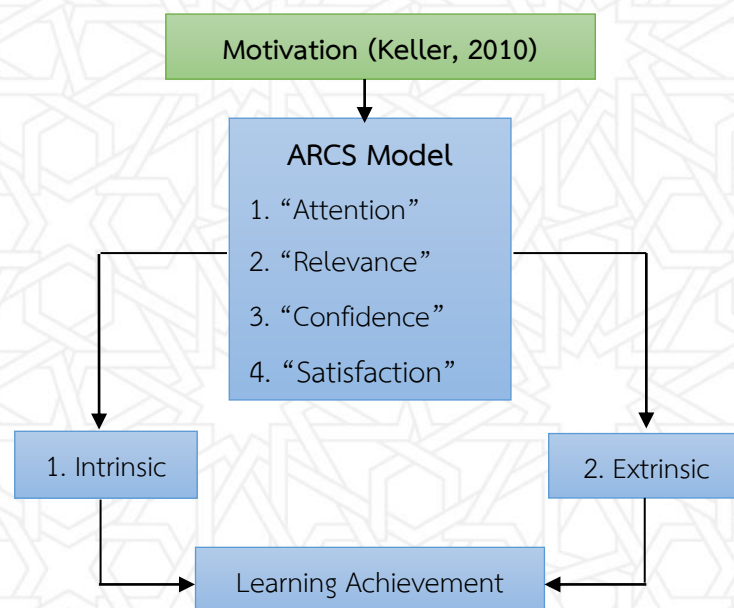 Motivation (Keller, 2010)
ARCS Model
1. “Attention”
2. “Relevance”
3. “Confidence”
4. “Satisfaction”
1. Intrinsic
2. Extrinsic
Learning Achievement